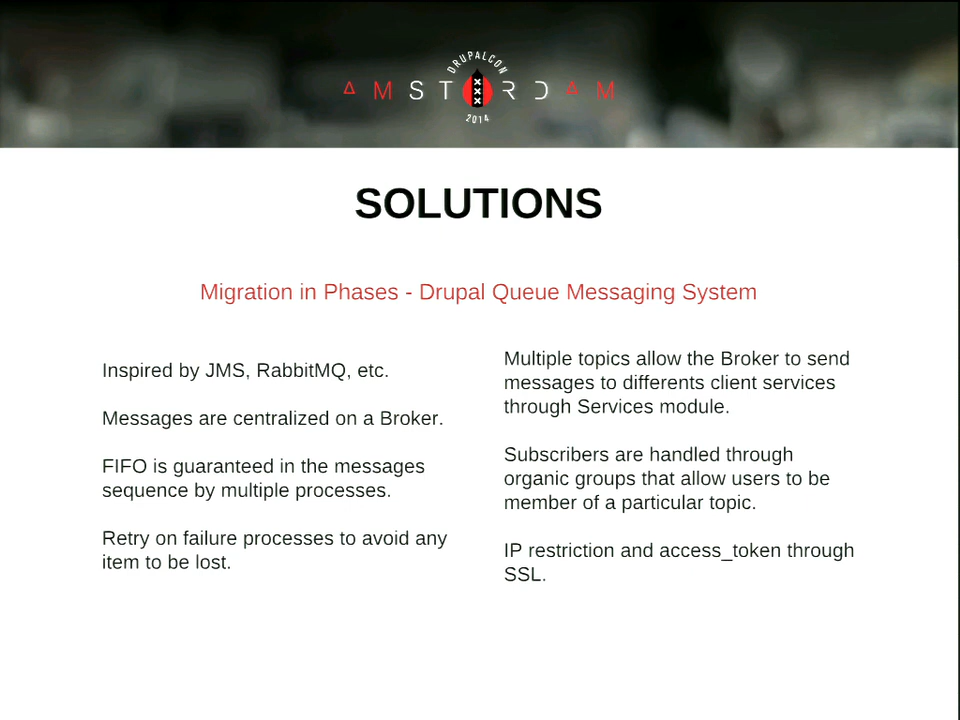 DRUPALCON
AMSTERDAM
2014
SOLUTIONS
Migration in Phases - Drupal Queue Messaging System
Inspired by JMS, RabbitMQ, etc.
Messages are centralized on a Broker.
FIFO is guaranteed in the messages
sequence by multiple processes.
Retry on failure processes to avoid any
item to be lost.
Multiple topics allow the Broker to send
messages to differents client services
through Services module.
Subscribers are handled through
organic groups that allow users to be
member of a particular topic.
IP restriction and access_token through
SSL.